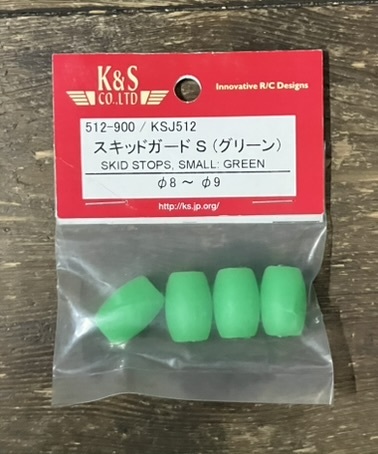 K&S
CO.,LTD
Innovative R/C Designs
512-900 / KSJ512
スキッドガード S (グリーン)
SKID STOPS, SMALL: GREEN
φ8 ～ φ9
http://ks.jp.org/